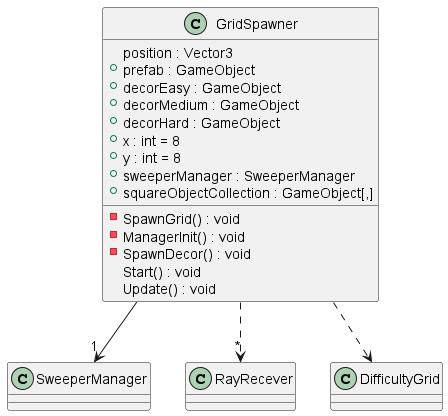 C GridSpawner
position : Vector3
prefab : GameObject
decorEasy : GameObject
decorMedium : GameObject
decorHard : GameObject
x : int = 8
y : int = 8
sweeperManager : SweeperManager
squareObjectCollection : GameObject[,]
SpawnGrid() : void
ManagerInit() : void
SpawnDecor() : void
Start() : void
Update() : void
1 *
C SweeperManager C RayRecever C DifficultyGrid